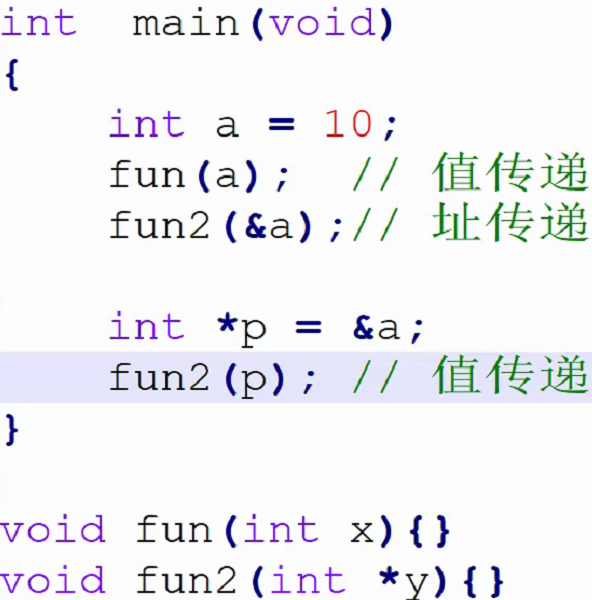 int  main(void)
{
    int a = 10;
    fun(a);  // 值传递
    fun2(&a);// 址传递
    int *p = &a;
    fun2(p); // 值传递
}
void fun(int x){}
void fun2(int *y){}